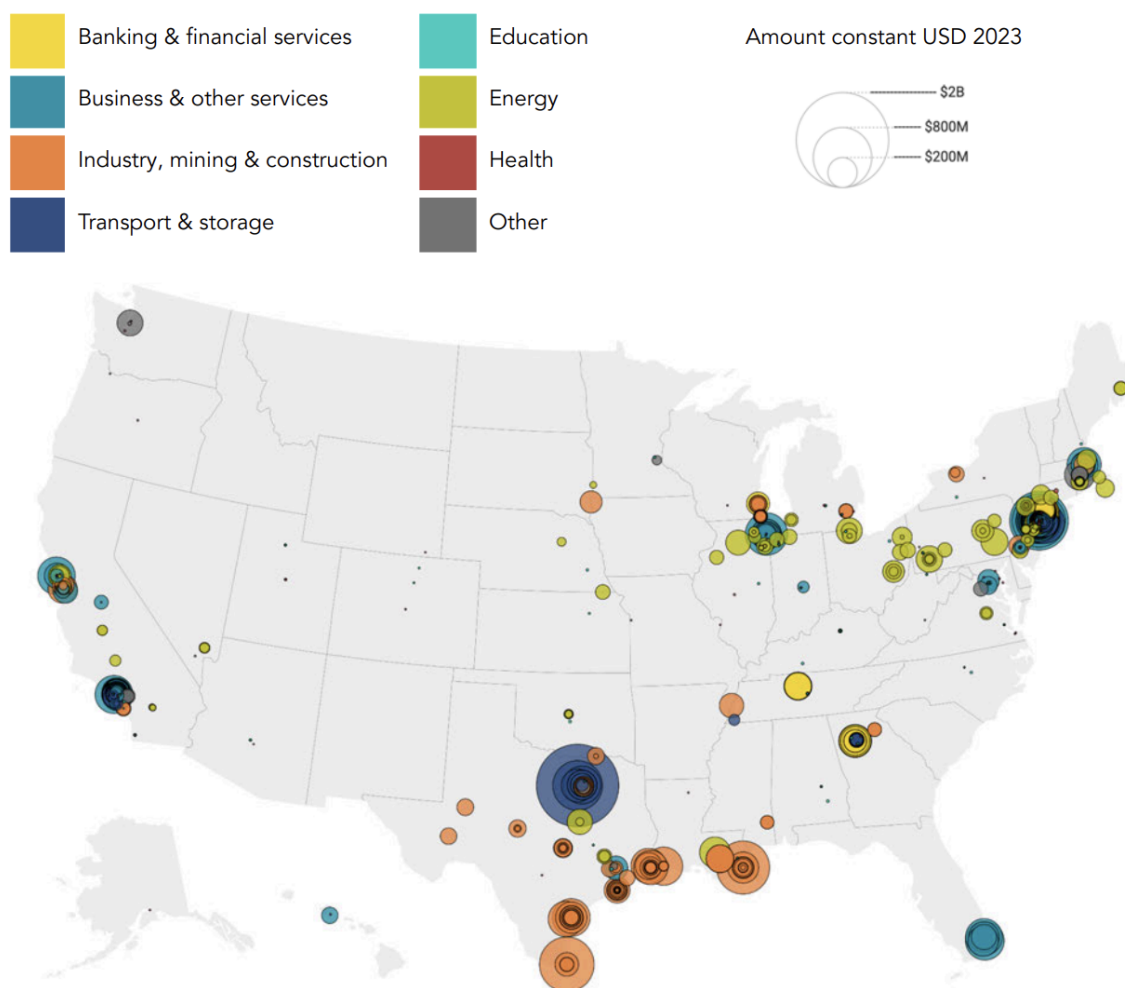 Banking & financial services
Business & other services
Industry, mining & construction
Transport & storage
Education
Energy
Health
Other
Amount constant USD 2023
$2B
$800M
$200M